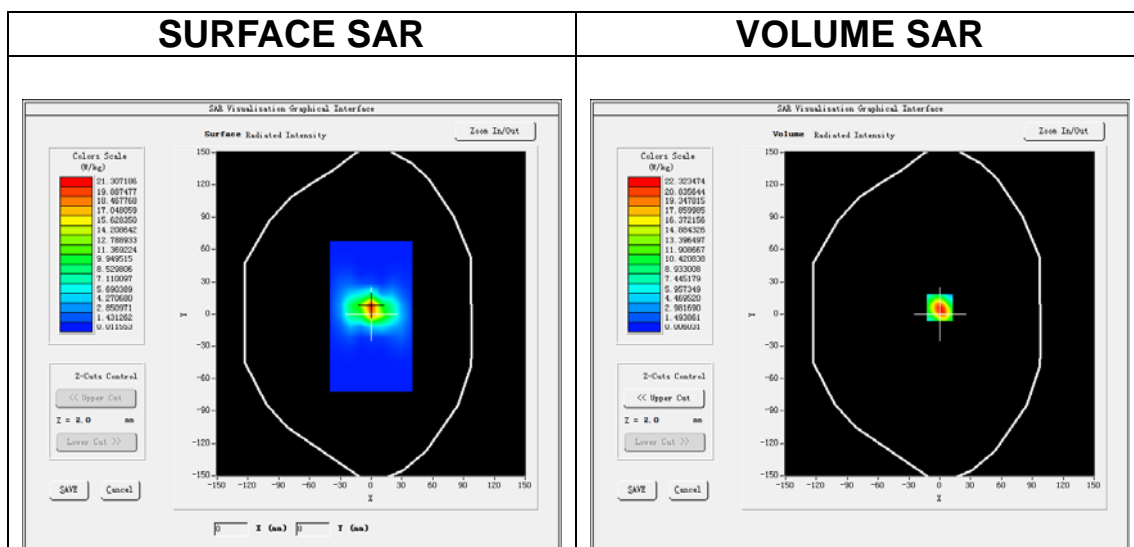 SURFACE SAR
VOLUME SAR
SAR Visualisation Graphical Interface
Surface Radiated Intensity
Zoom In/Out
Colors Scale
(W/kg)
21.307186
19.887477
18.467768
17.048059
15.628350
14.208642
12.788933
11.369224
9.949515
8.529806
7.110097
5.690389
4.270680
2.850971
1.431262
0.011553
150
120
90
60
30
0
-30
-60
-90
-120
-150
Y
-150 -120 -90 -60 -30 0 30 60 90 120 150
X
Z-Cuts Control
<< Upper Cut
Z = 2.0 mm
Lower Cut >>
SAVE Cancel
0 X (mm) 8 Y (mm)
SAR Visualisation Graphical Interface
Volume Radiated Intensity
Zoom In/Out
Colors Scale
(W/kg)
22.323474
20.835644
19.347815
17.859985
16.372156
14.884326
13.396497
11.908667
10.420838
8.933008
7.445179
5.957349
4.469520
2.981690
1.493861
0.006031
150
120
90
60
30
0
-30
-60
-90
-120
-150
Y
-150 -120 -90 -60 -30 0 30 60 90 120 150
X
Z-Cuts Control
<< Upper Cut
Z = 2.0 mm
Lower Cut >>
SAVE Cancel